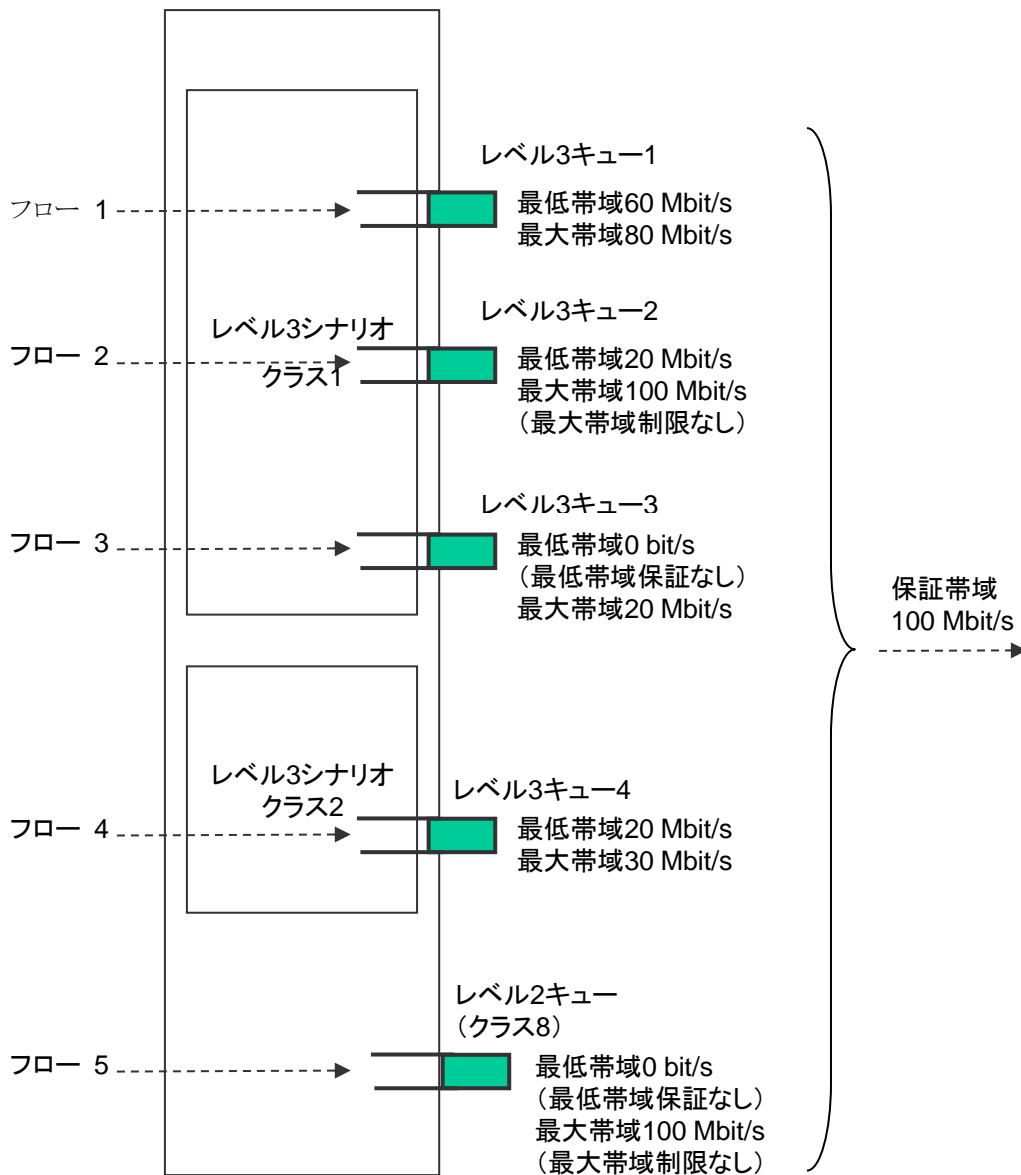 レベル3キュー1
フロー 1
最低帯域60 Mbit/s
最大帯域80 Mbit/s
レベル3キュー2
レベル3シナリオ
クラス1
フロー 2
最低帯域20 Mbit/s
最大帯域100 Mbit/s
（最大帯域制限なし）
レベル3キュー3
フロー 3
最低帯域0 bit/s
（最低帯域保証なし）
最大帯域20 Mbit/s
保証帯域
100 Mbit/s
レベル3シナリオ
クラス2
レベル3キュー4
フロー 4
最低帯域20 Mbit/s
最大帯域30 Mbit/s
レベル2キュー
（クラス8）
フロー 5
最低帯域0 bit/s
（最低帯域保証なし）
最大帯域100 Mbit/s
（最大帯域制限なし）